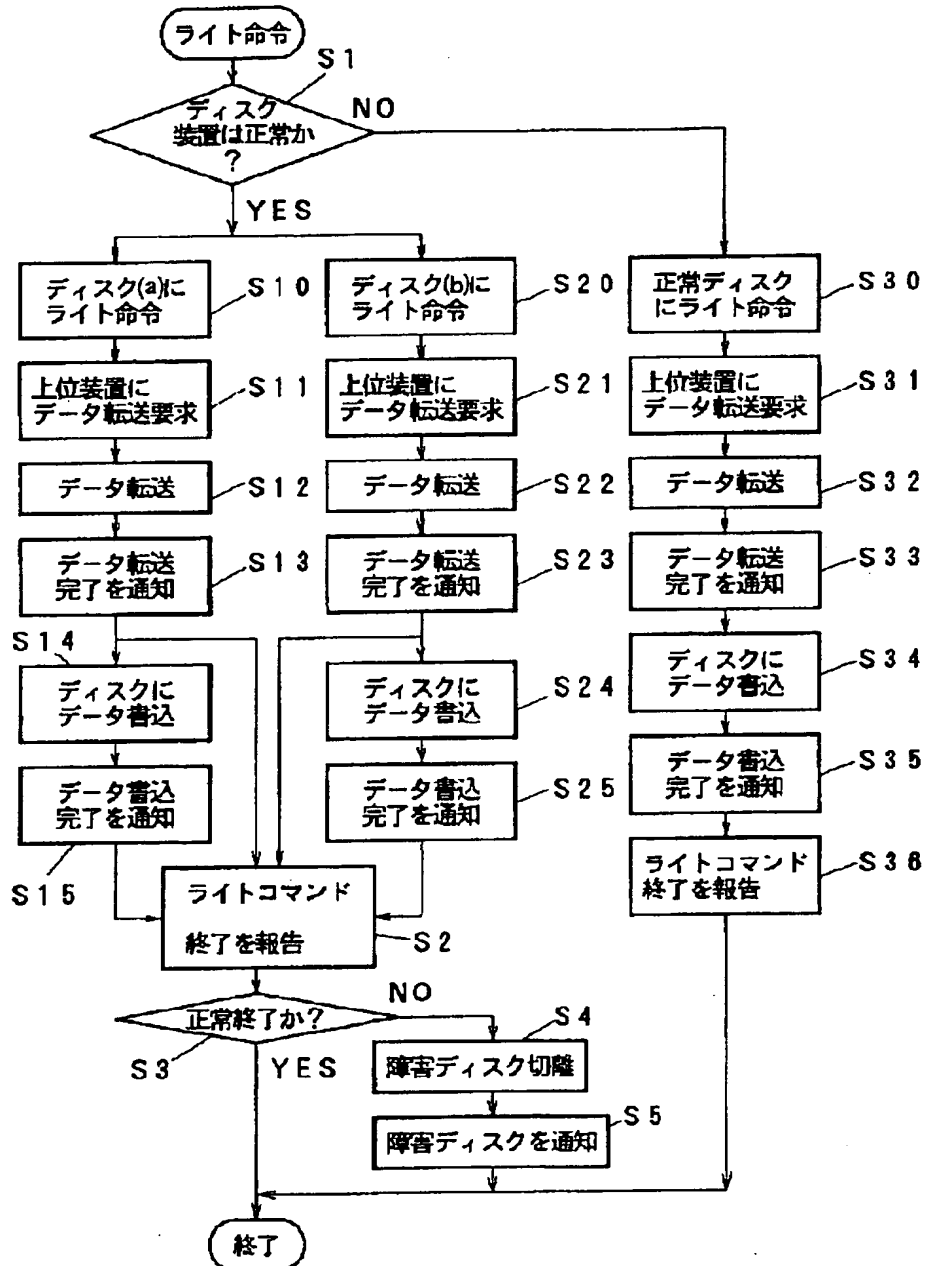 ライト命令
S1
ディスク
装置は正常か
?
NO
YES
ディスク(a)に
ライト命令
S10
ディスク(b)に
ライト命令
S20
正常ディスク
にライト命令
S30
上位装置に
データ転送要求
S11
上位装置に
データ転送要求
S21
上位装置に
データ転送要求
S31
データ転送
S12
データ転送
S22
データ転送
S32
データ転送
完了を通知
S13
データ転送
完了を通知
S23
データ転送
完了を通知
S33
S14
ディスクに
データ書込
ディスクに
データ書込
S24
ディスクに
データ書込
S34
データ書込
完了を通知
S15
データ書込
完了を通知
S25
データ書込
完了を通知
S35
ライトコマンド
終了を報告
S2
ライトコマンド
終了を報告
S36
正常終了か?
S3
NO
YES
S4
障害ディスク切離
S5
障害ディスクを通知
終了